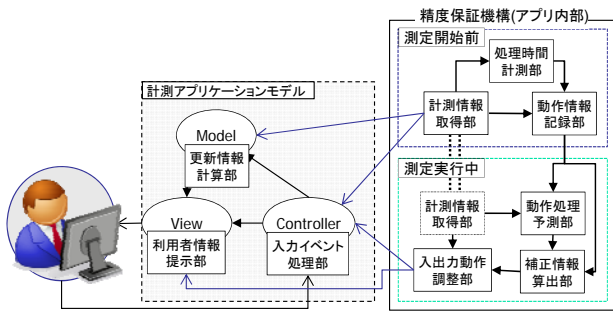 精度保証機構(アプリ内部)
測定開始前
処理時間
計測部
計測情報
取得部
動作情報
記録部
計測アプリケーションモデル
Model
更新情報
計算部
View
利用者情報
提示部
Controller
入力イベント
処理部
測定実行中
計測情報
取得部
動作処理
予測部
入出力動作
調整部
補正情報
算出部